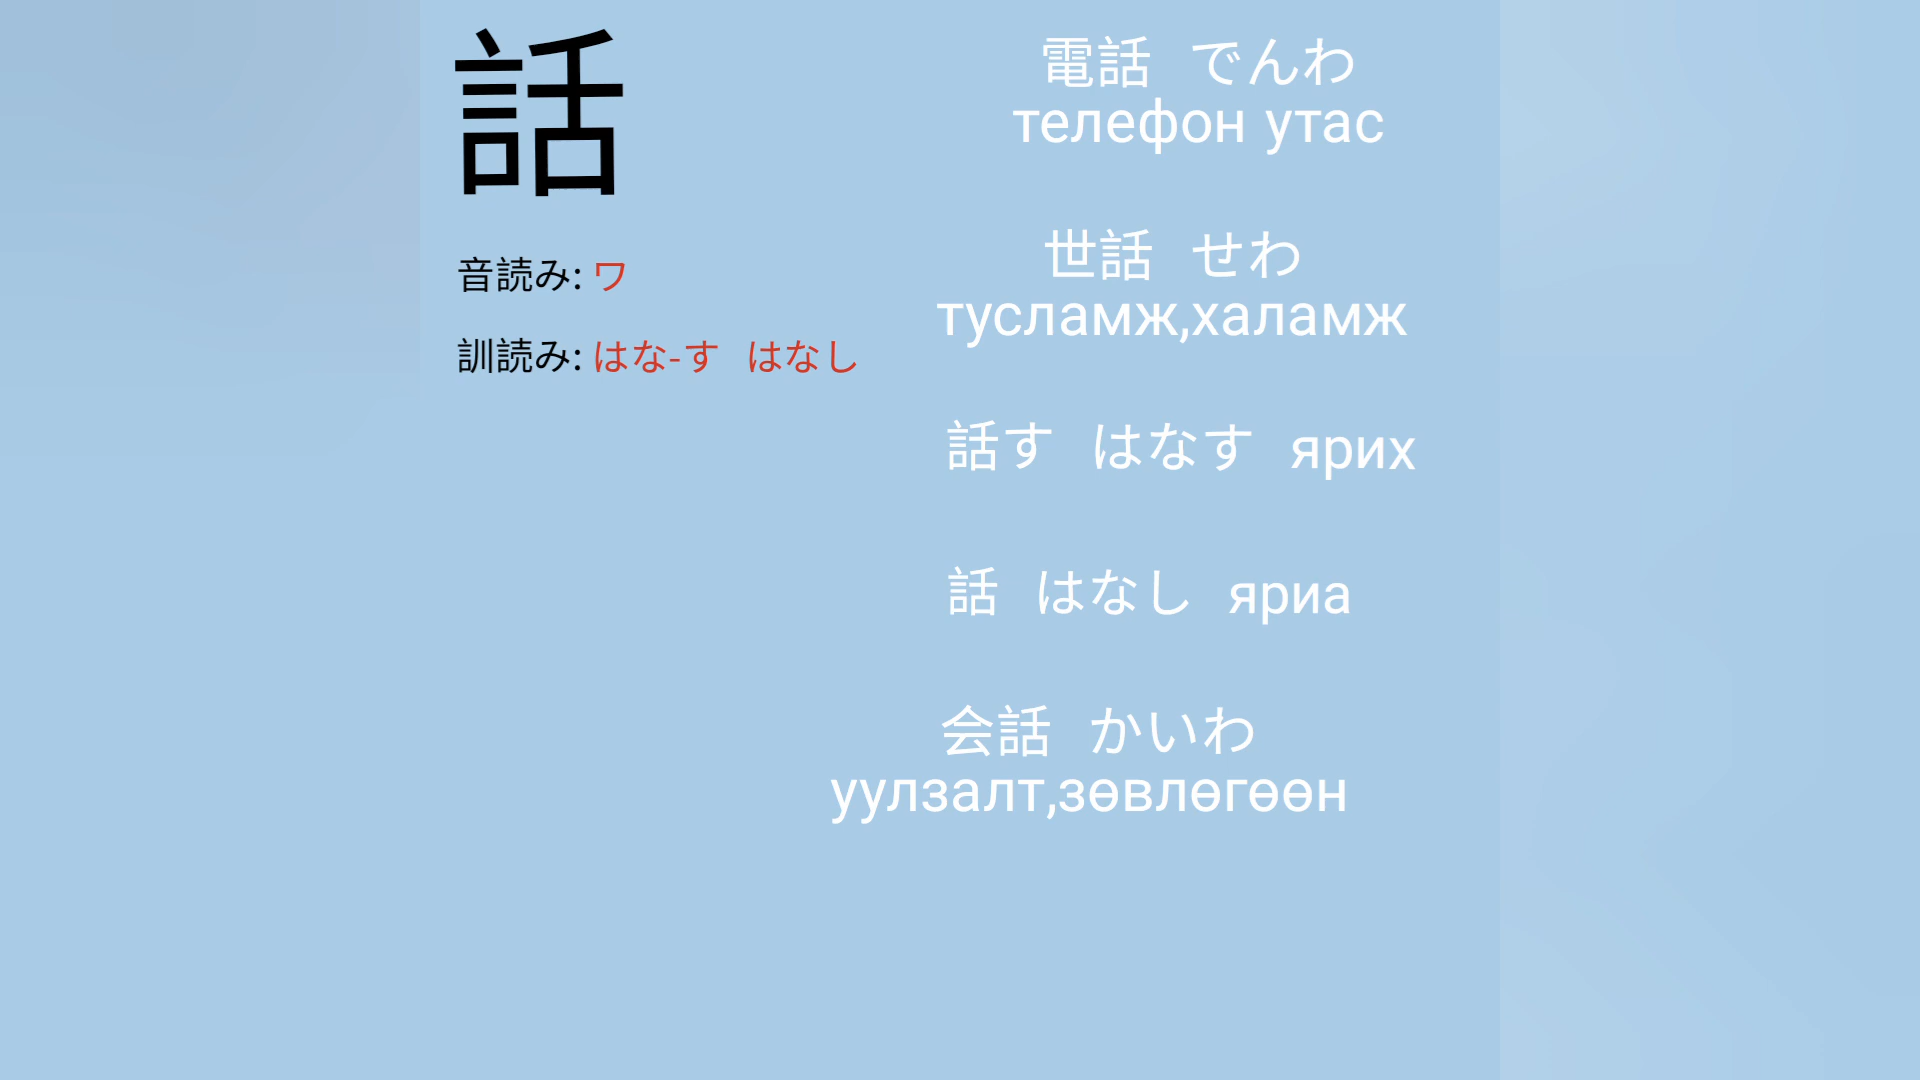 話
音読み: ワ
訓読み: はな-す はなし
電話 でんわ
телефон утас
世話 せわ
тусламж,халамж
話す はなす ярих
話 はなし яриа
会話 かいわ
уулзалт,зөвлөгөөн